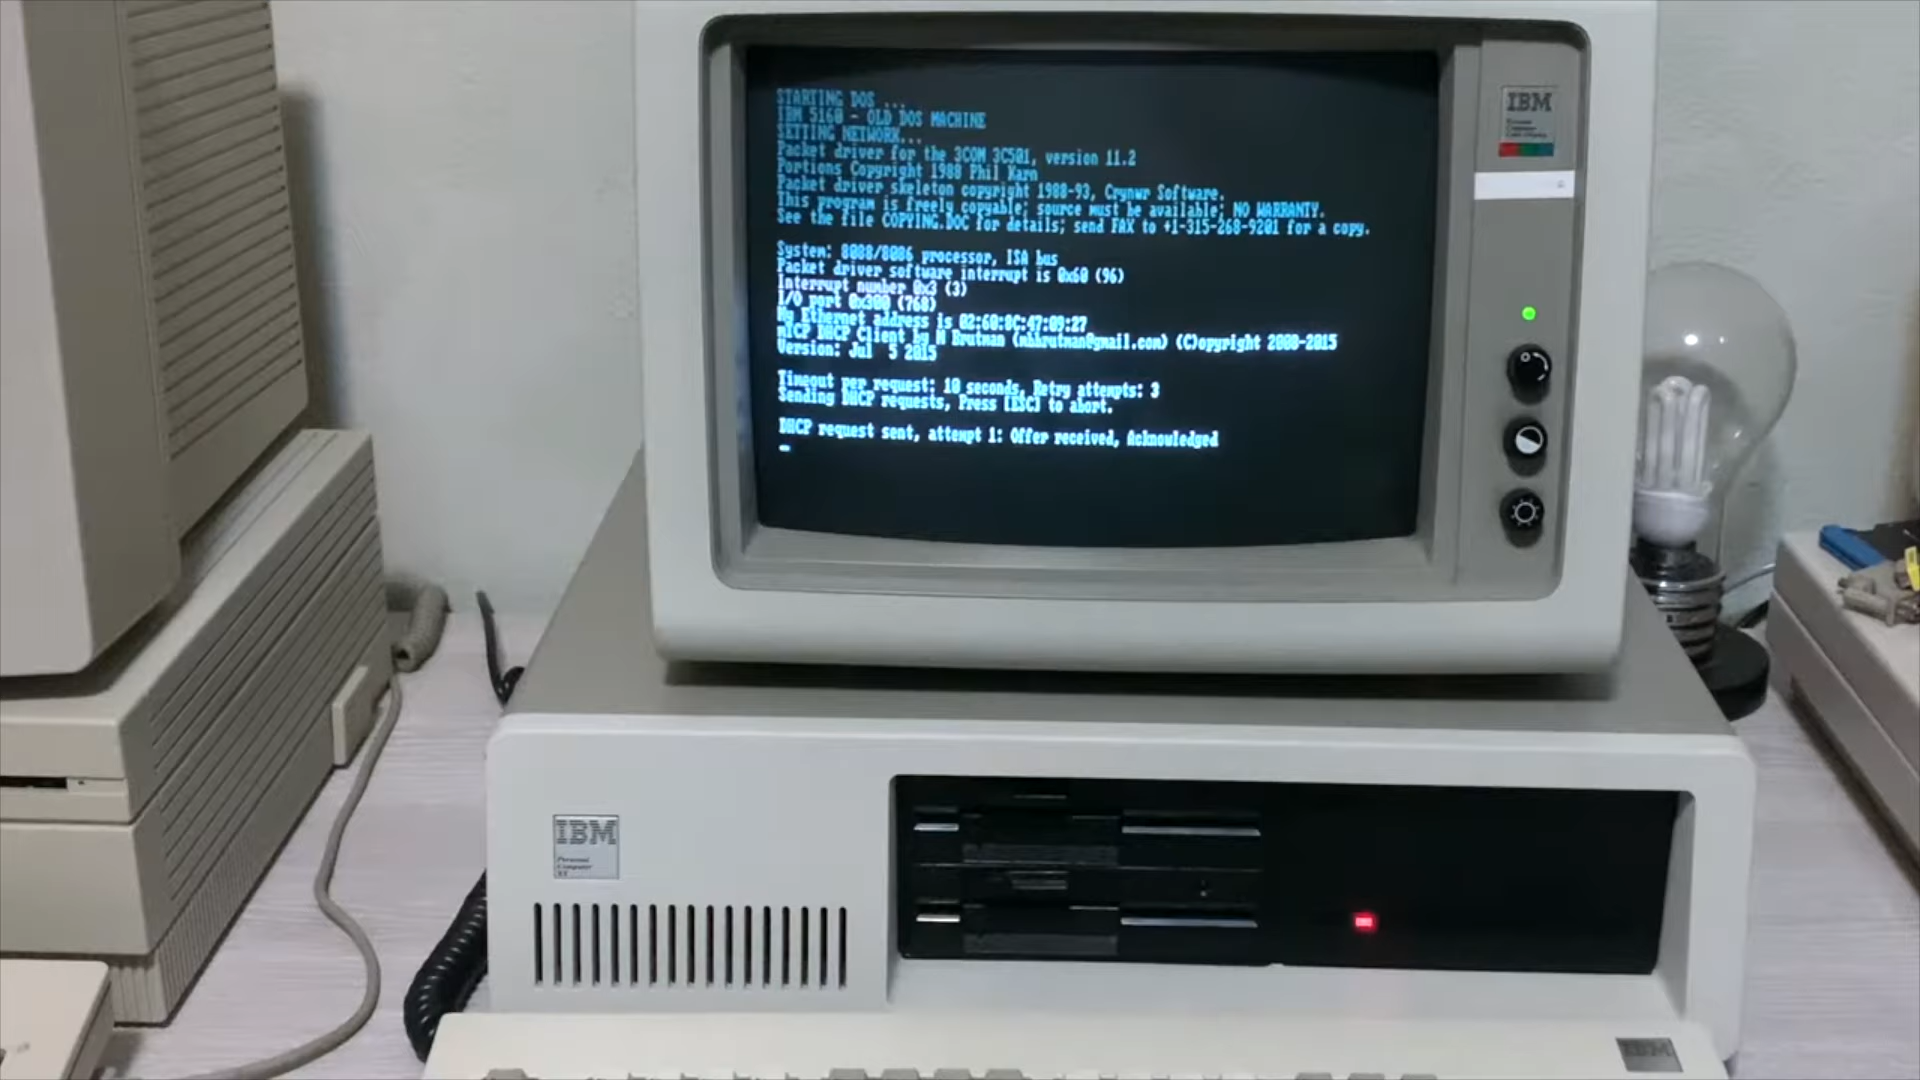 STARTING DOS ...
IBM 5160 - OLD DOS MACHINE
SETTING NETWORK...
Packet driver for the 3COM 3C501, version 11.2
Portions Copyright 1988 Phil Karn
Packet driver skeleton copyright 1988-93, Crynwr Software.
This program is freely copyable; source must be available; NO WARRANTY.
See the file COPYING.DOC for details; send FAX to +1-315-268-9201 for a copy.
System: 8088/8086 processor, ISA bus
Packet driver software interrupt is 0x60 (96)
Interrupt number 0x3 (3)
I/O port 0x300 (768)
My Ethernet address is 02:60:8C:47:09:27
mTCP DHCP Client by M Brutman (mbbrutman@gmail.com) (C)opyright 2008-2015
Version: Jul  5 2015
Timeout per request: 10 seconds, Retry attempts: 3
Sending DHCP requests, Press [ESC] to abort.
DHCP request sent, attempt 1: Offer received, Acknowledged
IBM
Personal
Computer
IBM
Personal
Computer
XT
IBM